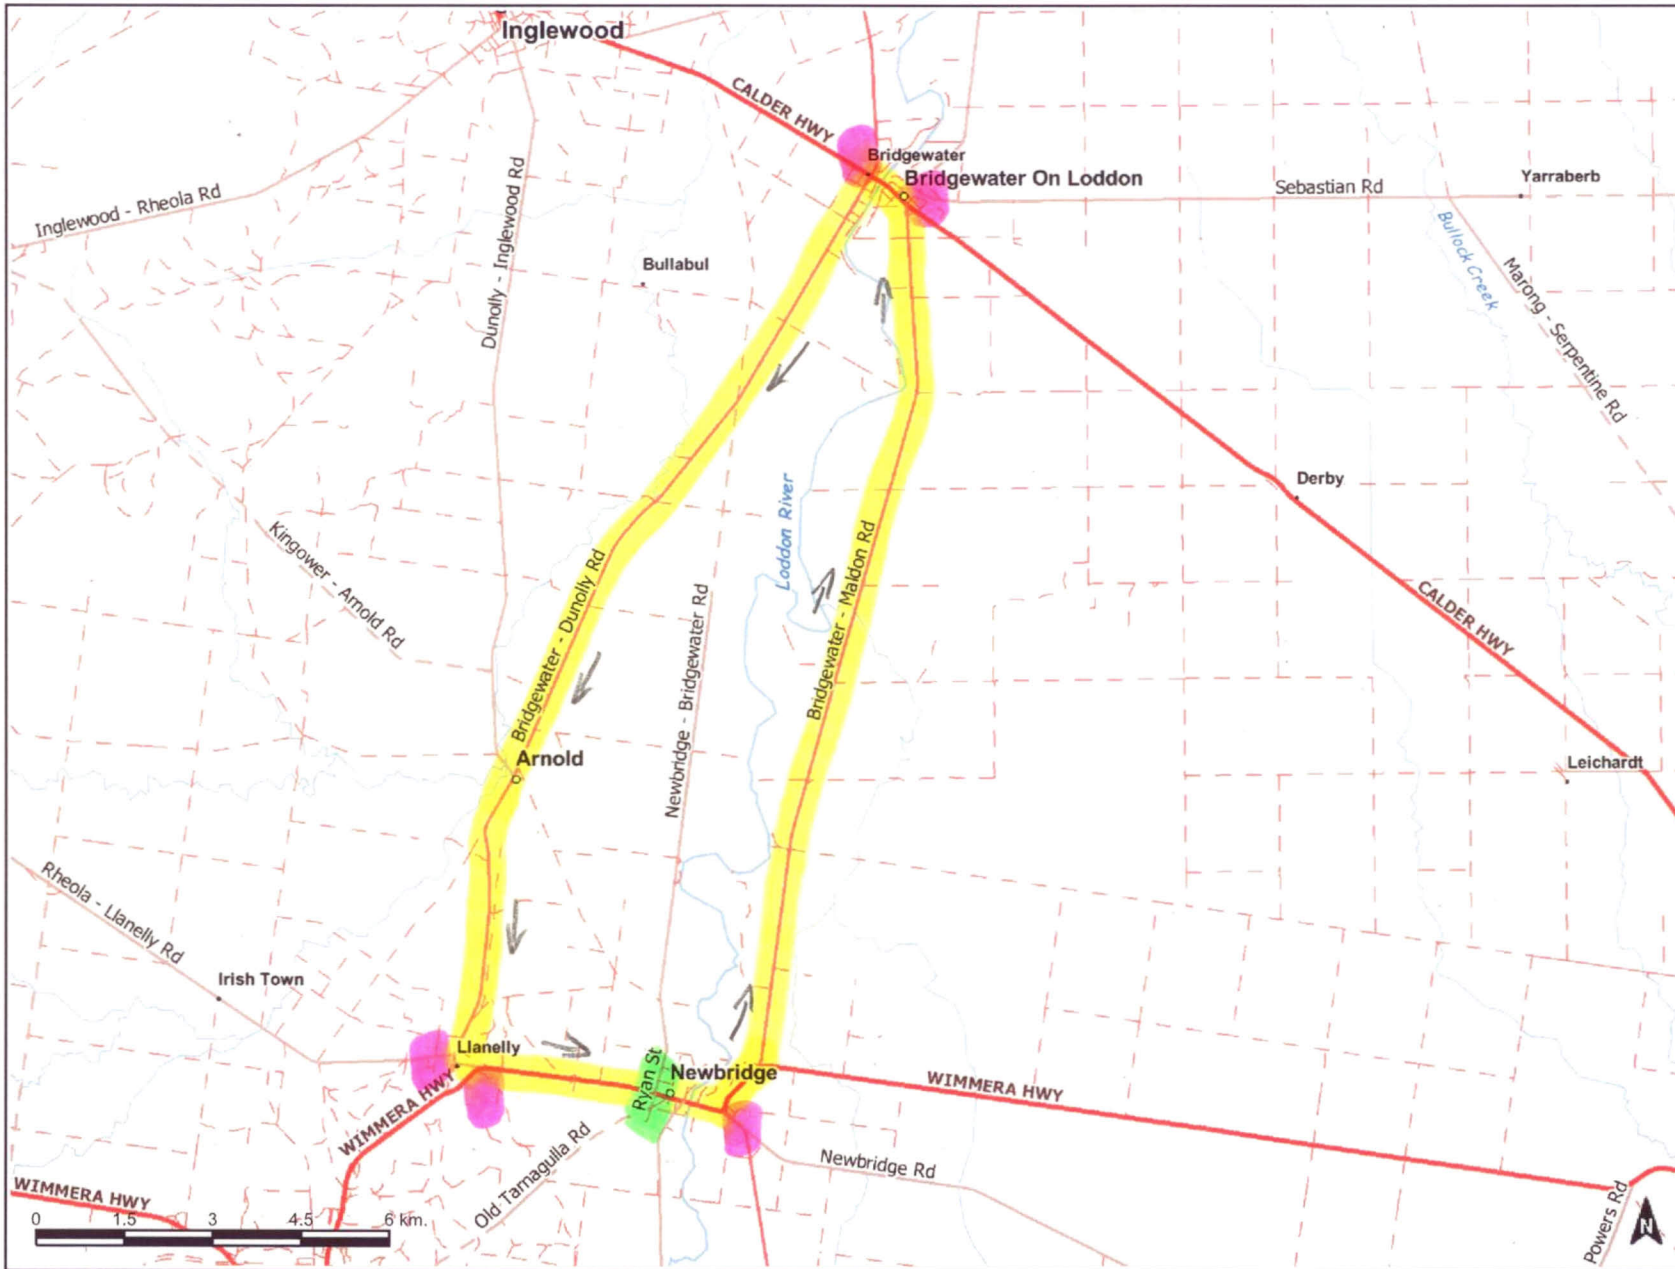 Inglewood
CALDER HWY
Bridgewater
Bridgewater On Loddon
Sebastian Rd
Yarraberb
Inglewood - Rheola Rd
Dunolly - Inglewood Rd
Bullabul
Bullock Creek
Marong - Serpentine Rd
Derby
Loddon River
Kingower - Arnold Rd
Bridgewater - Dunolly Rd
Newbridge - Bridgewater Rd
Bridgewater - Maldon Rd
CALDER HWY
Arnold
Leichardt
Rheola - Llanelly Rd
Irish Town
Llanelly
Ryan St
Newbridge
WIMMERA HWY
WIMMERA HWY
Old Tarnagulla Rd
Newbridge Rd
WIMMERA HWY
Powers Rd
0 1.5 3 4.5 6 km.
N